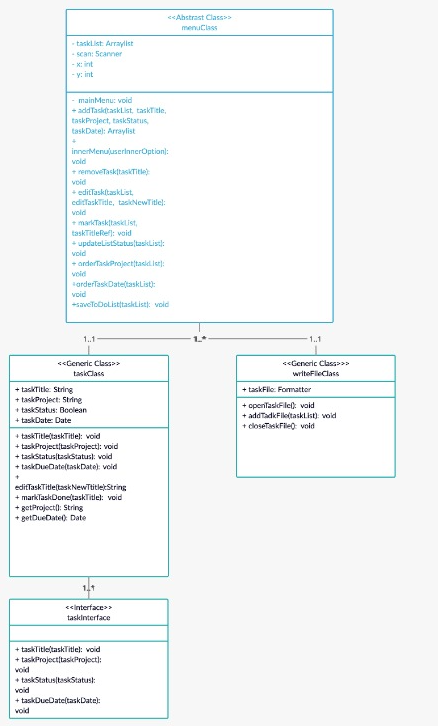 <<Abstrast Class>>
menuClass
- taskList: Arraylist
- scan: Scanner
- x: int
- y: int
- mainMenu: void
+ addTask(taskList, taskTitle,
taskProject, taskStatus,
taskDate): Arraylist
+
innerMenu(userInnerOption):
void
+ removeTask(taskTitle):
void
+ editTask(taskList,
editTaskTitle, taskNewTitle):
void
+ markTask(taskList,
taskTitleRef): void
+ updateListStatus(taskList):
void
+ orderTaskProject(taskList):
void
+orderTaskDate(taskList):
void
+saveToDoList(taskList): void
1..1 1..* 1..1
<<Generic Class>>
taskClass
+ taskTitle: String
+ taskProject: String
+ taskStatus: Boolean
+ taskDate: Date
+ taskTitle(taskTitle): void
+ taskProject(taskProject): void
+ taskStatus(taskStatus): void
+ taskDueDate(taskDate): void
+
editTaskTitle(taskNewTtitle):String
+ markTaskDone(taskTitle): void
+ getProject(): String
+ getDueDate(): Date
<<Generic Class>>
writeFileClass
+ taskFile: Formatter
+ openTaskFile(): void
+ addTadkFile(taskList): void
+ closeTaskFile(): void
1..*
<<Interface>>
taskInterface
+ taskTitle(taskTitle): void
+ taskProject(taskProject):
void
+ taskStatus(taskStatus):
void
+ taskDueDate(taskDate):
void